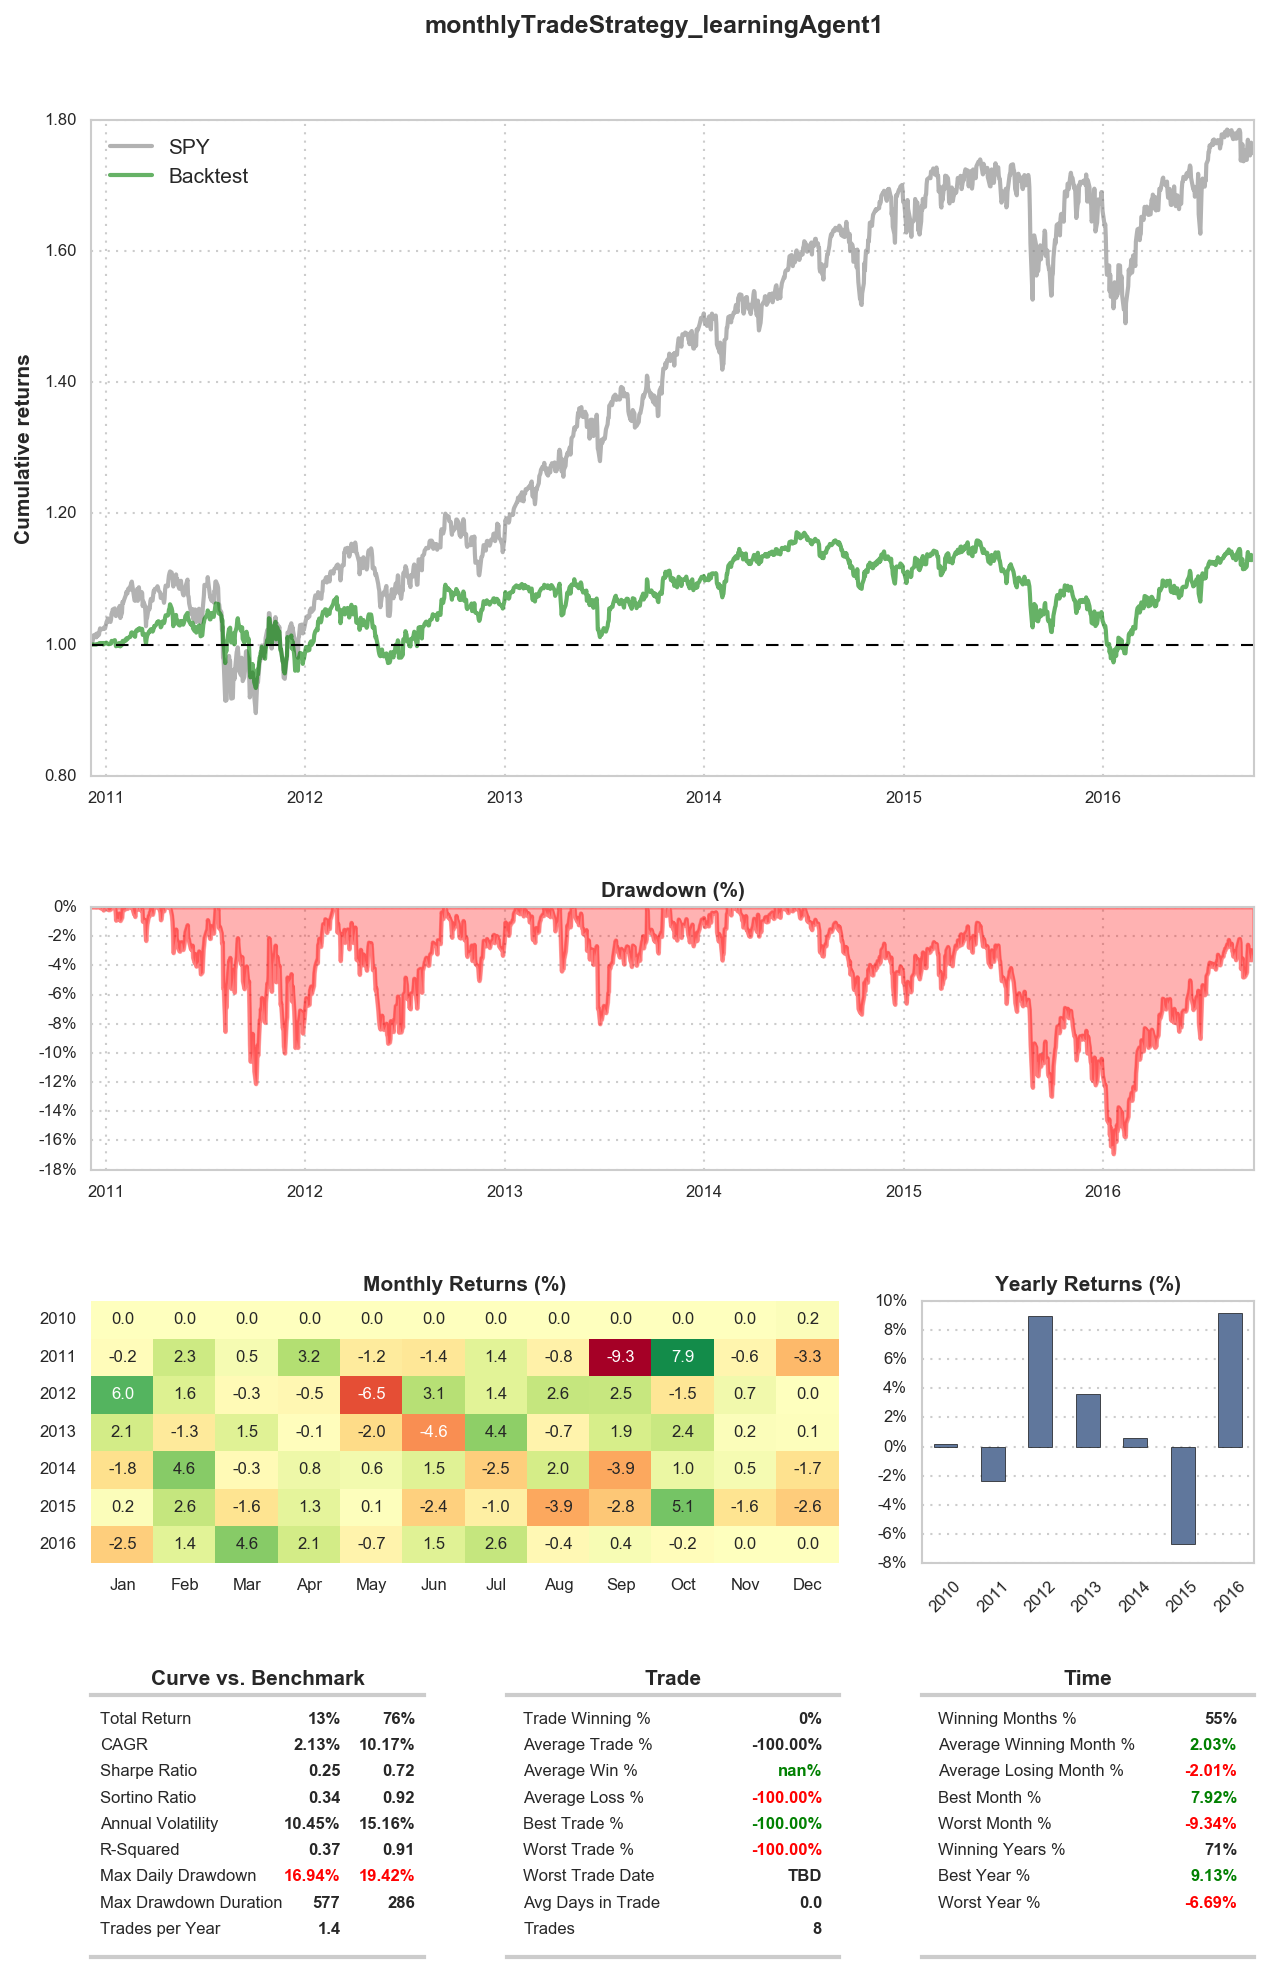 monthlyTradeStrategy_learningAgent1
1.80
1.60
1.40
1.20
1.00
0.80
Cumulative returns
SPY
Backtest
2011 2012 2013 2014 2015 2016
Drawdown (%)
0%
-2%
-4%
-6%
-8%
-10%
-12%
-14%
-16%
-18%
2011 2012 2013 2014 2015 2016
Monthly Returns (%)
2010 0.0 0.0 0.0 0.0 0.0 0.0 0.0 0.0 0.0 0.0 0.0 0.2
2011 -0.2 2.3 0.5 3.2 -1.2 -1.4 1.4 -0.8 -9.3 7.9 -0.6 -3.3
2012 6.0 1.6 -0.3 -0.5 -6.5 3.1 1.4 2.6 2.5 -1.5 0.7 0.0
2013 2.1 -1.3 1.5 -0.1 -2.0 -4.6 4.4 -0.7 1.9 2.4 0.2 0.1
2014 -1.8 4.6 -0.3 0.8 0.6 1.5 -2.5 2.0 -3.9 1.0 0.5 -1.7
2015 0.2 2.6 -1.6 1.3 0.1 -2.4 -1.0 -3.9 -2.8 5.1 -1.6 -2.6
2016 -2.5 1.4 4.6 2.1 -0.7 1.5 2.6 -0.4 0.4 -0.2 0.0 0.0
Jan Feb Mar Apr May Jun Jul Aug Sep Oct Nov Dec
Yearly Returns (%)
10%
8%
6%
4%
2%
0%
-2%
-4%
-6%
-8%
2010 2011 2012 2013 2014 2015 2016
Curve vs. Benchmark
Total Return 13% 76%
CAGR 2.13% 10.17%
Sharpe Ratio 0.25 0.72
Sortino Ratio 0.34 0.92
Annual Volatility 10.45% 15.16%
R-Squared 0.37 0.91
Max Daily Drawdown 16.94% 19.42%
Max Drawdown Duration 577 286
Trades per Year 1.4
Trade
Trade Winning % 0%
Average Trade % -100.00%
Average Win % nan%
Average Loss % -100.00%
Best Trade % -100.00%
Worst Trade % -100.00%
Worst Trade Date TBD
Avg Days in Trade 0.0
Trades 8
Time
Winning Months % 55%
Average Winning Month % 2.03%
Average Losing Month % -2.01%
Best Month % 7.92%
Worst Month % -9.34%
Winning Years % 71%
Best Year % 9.13%
Worst Year % -6.69%